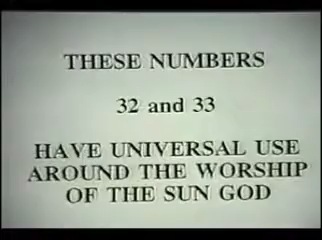 THESE NUMBERS
32 and 33
HAVE UNIVERSAL USE
AROUND THE WORSHIP
OF THE SUN GOD